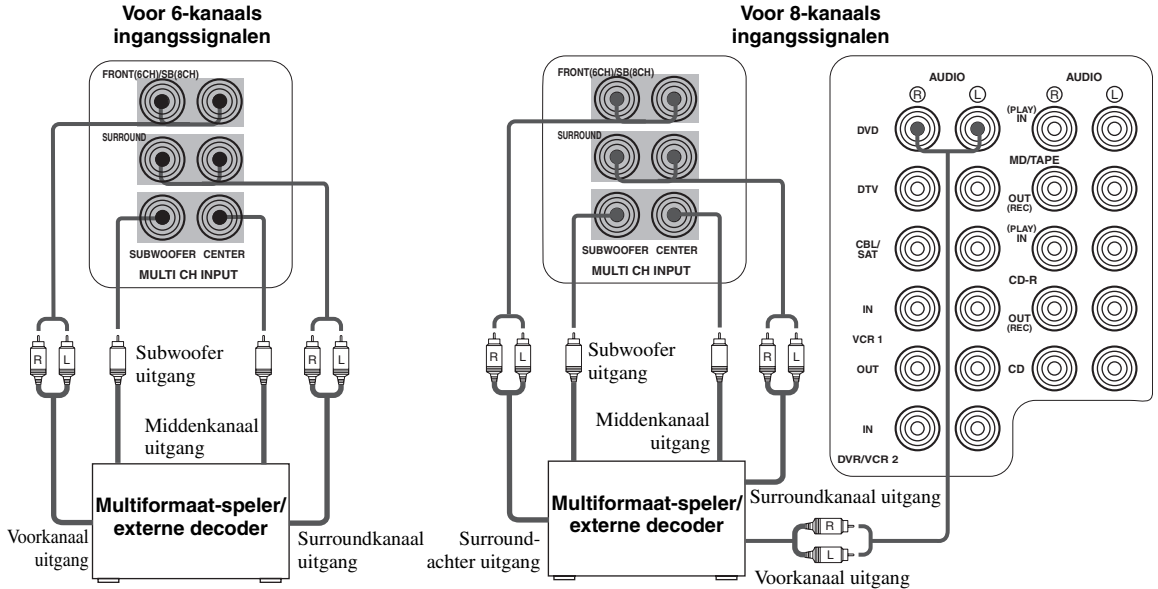 Voor 6-kanaals
ingangssignalen
FRONT(6CH)/SB(8CH)
SURROUND
SUBWOOFER CENTER
MULTI CH INPUT
R L
R L
Subwoofer
uitgang
Middenkanaal
uitgang
Multiformaat-speler/
externe decoder
Voorkanaal
uitgang
Surroundkanaal
uitgang
Voor 8-kanaals
ingangssignalen
FRONT(6CH)/SB(8CH)
SURROUND
SUBWOOFER CENTER
MULTI CH INPUT
R L
R L
Subwoofer
uitgang
Middenkanaal
uitgang
Multiformaat-speler/
externe decoder
Surround-
achter uitgang
Surroundkanaal uitgang
R
L
Voorkanaal uitgang
AUDIO AUDIO
R L R L
DVD
(PLAY)
IN
MD/TAPE
DTV
OUT
(REC)
CBL/
SAT
(PLAY)
IN
CD-R
IN
OUT
(REC)
VCR 1
OUT
CD
IN
DVR/VCR 2